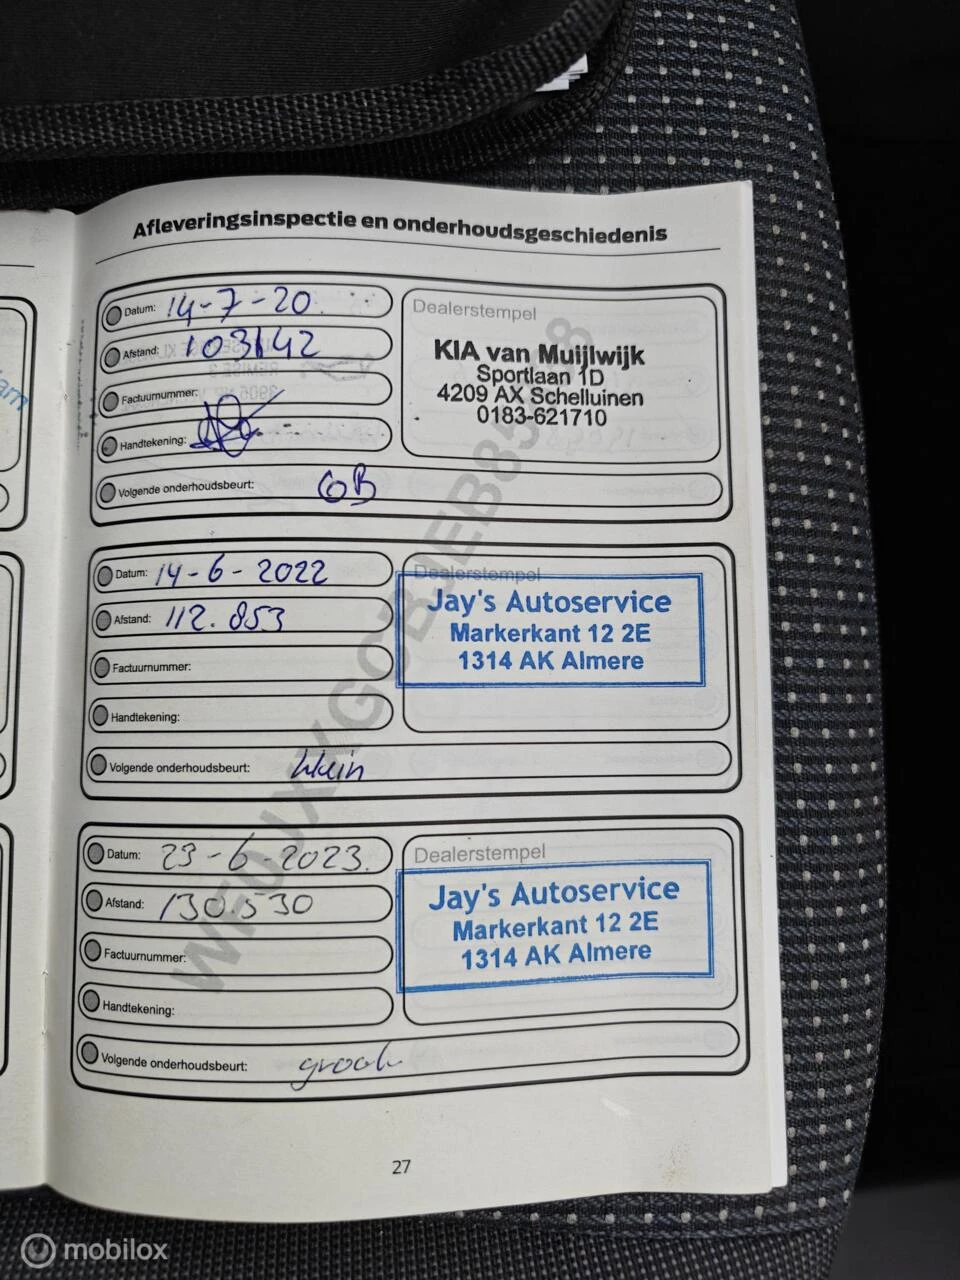 Afleveringsinspectie en onderhoudsgeschiedenis
Datum: 14-7-20
Afstand: 103142
Factuurnummer:
Handtekening:
Volgende onderhoudsbeurt: GB
Dealerstempel
KIA van Muijlwijk
Sportlaan 1D
4209 AX Schelluinen
0183-621710
Datum: 14-6-2022
Afstand: 112.853
Factuurnummer:
Handtekening:
Volgende onderhoudsbeurt: klein
Dealerstempel
Jay's Autoservice
Markerkant 12 2E
1314 AK Almere
Datum: 23-6-2023.
Afstand: 130.530
Factuurnummer:
Handtekening:
Volgende onderhoudsbeurt: groot
Dealerstempel
Jay's Autoservice
Markerkant 12 2E
1314 AK Almere
27
mobilox